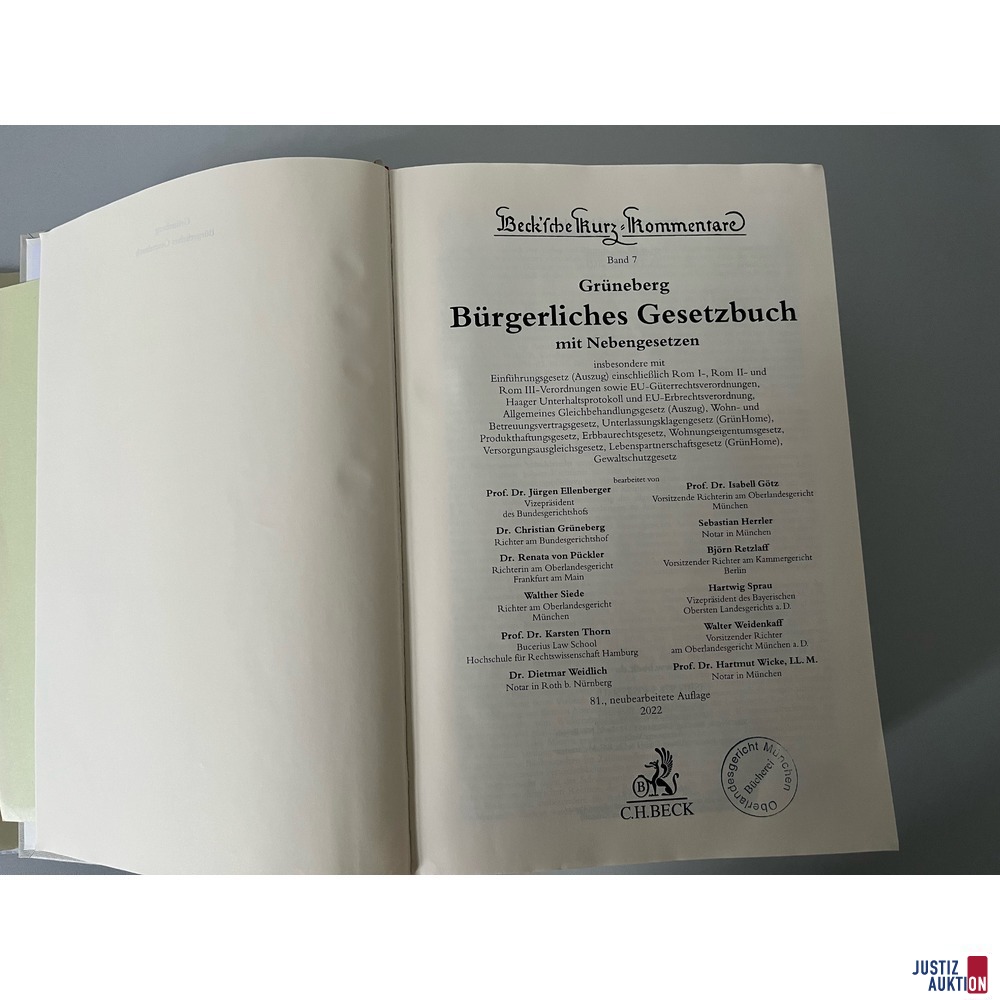 Beck'sche Kurz-Kommentare
Band 7
Grüneberg
Bürgerliches Gesetzbuch
mit Nebengesetzen
insbesondere mit
Einführungsgesetz (Auszug) einschließlich Rom I-, Rom II- und
Rom III-Verordnungen sowie EU-Güterrechtsverordnungen,
Haager Unterhaltsprotokoll und EU-Erbrechtsverordnung,
Allgemeines Gleichbehandlungsgesetz (Auszug), Wohn- und
Betreuungsvertragsgesetz, Unterlassungsklagengesetz (GrünHome),
Produkthaftungsgesetz, Erbbaurechtsgesetz, Wohnungseigentumsgesetz,
Versorgungsausgleichsgesetz, Lebenspartnerschaftsgesetz (GrünHome),
Gewaltschutzgesetz
bearbeitet von
Prof. Dr. Jürgen Ellenberger
Vizepräsident
des Bundesgerichtshofs
Dr. Christian Grüneberg
Richter am Bundesgerichtshof
Dr. Renata von Pückler
Richterin am Oberlandesgericht
Frankfurt am Main
Walther Siede
Richter am Oberlandesgericht
München
Prof. Dr. Karsten Thorn
Bucerius Law School
Hochschule für Rechtswissenschaft Hamburg
Dr. Dietmar Weidlich
Notar in Roth b. Nürnberg
Prof. Dr. Isabell Götz
Vorsitzende Richterin am Oberlandesgericht
München
Sebastian Herrler
Notar in München
Björn Retzlaff
Vorsitzender Richter am Kammergericht
Berlin
Hartwig Sprau
Vizepräsident des Bayerischen
Obersten Landesgerichts a. D.
Walter Weidenkaff
Vorsitzender Richter
am Oberlandesgericht München a. D.
Prof. Dr. Hartmut Wicke, LL. M.
Notar in München
81., neubearbeitete Auflage
2022
B
C.H.BECK
Oberlandesgericht München
Bücherei
JUSTIZ
AUKTION